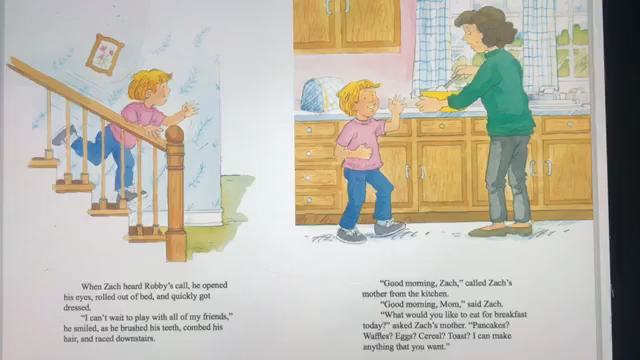 When Zach heard Robby's call, he opened
his eyes, rolled out of bed, and quickly got
dressed.
"I can't wait to play with all of my friends,"
he smiled, as he brushed his teeth, combed his
hair, and raced downstairs.
"Good morning, Zach," called Zach's
mother from the kitchen.
"Good morning, Mom," said Zach.
"What would you like to eat for breakfast
today?" asked Zach's mother. "Pancakes?
Waffles? Eggs? Cereal? Toast? I can make
anything that you want."